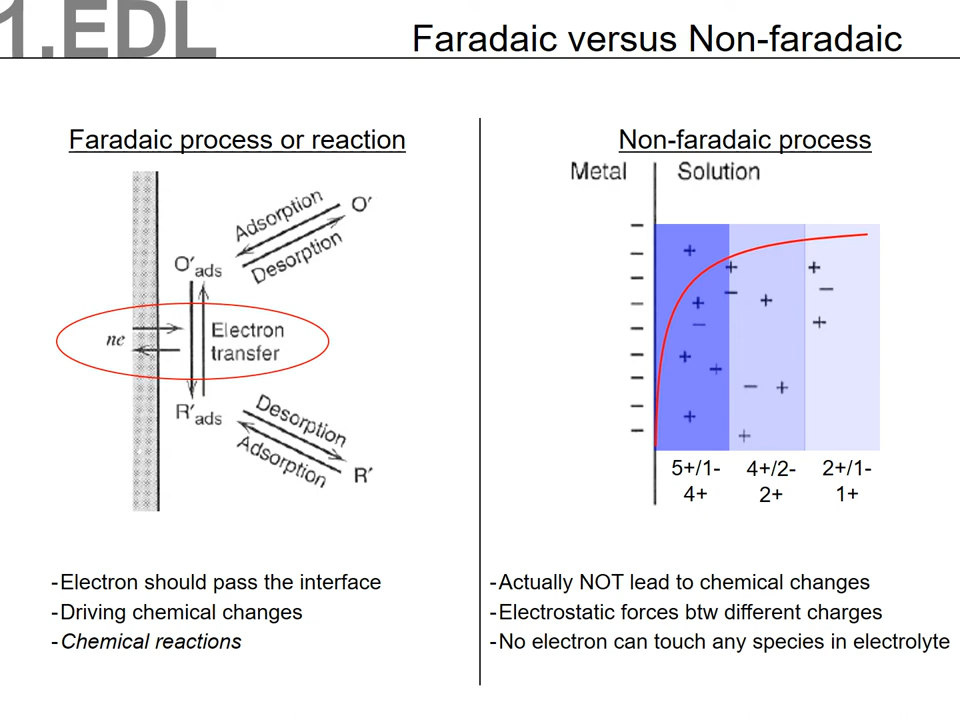 1.EDL
Faradaic versus Non-faradaic
Faradaic process or reaction
Adsorption
O'
Desorption
O'ads
ne
Electron
transfer
R'ads
Desorption
Adsorption
R'
-Electron should pass the interface
-Driving chemical changes
-Chemical reactions
Non-faradaic process
Metal
Solution
5+/1- 4+/2- 2+/1-
4+ 2+ 1+
-Actually NOT lead to chemical changes
-Electrostatic forces btw different charges
-No electron can touch any species in electrolyte